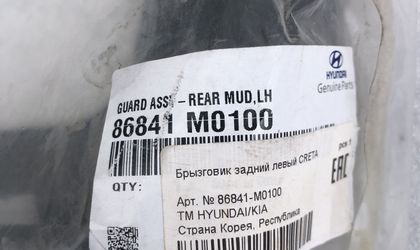 HYUNDAI
Genuine Parts
GUARD ASSY - REAR MUD,LH
86841 M0100
QTY:
pcs 1
Брызговик задний левый CRETA
EAC
Арт. № 86841-M0100
TM HYUNDAI/KIA
Страна Корея, Республика